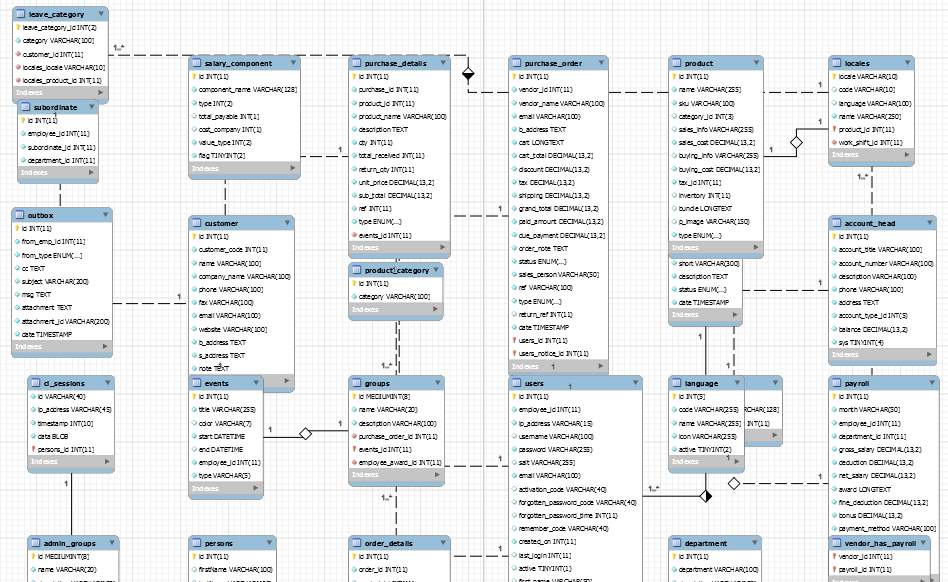 leave_category
leave_category_id INT(2)
category VARCHAR(100)
customer_id INT(11)
locales_locale VARCHAR(10)
locales_product_id INT(11)
Indexes
1..*
subordinate
id INT(11)
employee_id INT(11)
subordinate_id INT(11)
department_id INT(11)
Indexes
outbox
id INT(11)
from_emp_id INT(11)
from_type ENUM(...)
cc TEXT
subject VARCHAR(200)
msg TEXT
attachment TEXT
attachment_id VARCHAR(200)
date TIMESTAMP
Indexes
1
ci_sessions
id VARCHAR(40)
ip_address VARCHAR(45)
timestamp INT(10)
data BLOB
persons_id INT(11)
Indexes
1
admin_groups
id MEDIUMINT(8)
name VARCHAR(20)
salary_component
id INT(11)
component_name VARCHAR(128)
type INT(2)
total_payable INT(1)
cost_company INT(1)
value_type INT(2)
flag TINYINT(2)
Indexes
1
customer
id INT(11)
customer_code INT(11)
name VARCHAR(100)
company_name VARCHAR(100)
phone VARCHAR(100)
fax VARCHAR(100)
email VARCHAR(100)
website VARCHAR(100)
b_address TEXT
s_address TEXT
note TEXT
events
id INT(11)
title VARCHAR(255)
color VARCHAR(7)
start DATETIME
end DATETIME
employee_id INT(11)
type VARCHAR(5)
Indexes
1
1
persons
id INT(11)
firstName VARCHAR(100)
purchase_details
id INT(11)
purchase_id INT(11)
product_id INT(11)
product_name VARCHAR(100)
description TEXT
qty INT(11)
total_received INT(11)
return_qty INT(11)
unit_price DECIMAL(13,2)
sub_total DECIMAL(13,2)
ref INT(11)
type ENUM(...)
events_id INT(11)
Indexes
1
product_category
id INT(11)
category VARCHAR(100)
Indexes
1..*
groups
id MEDIUMINT(8)
name VARCHAR(20)
description VARCHAR(100)
purchase_order_id INT(11)
events_id INT(11)
employee_award_id INT(11)
Indexes
1
1..*
order_details
id INT(11)
order_id INT(11)
1
purchase_order
id INT(11)
vendor_id INT(11)
vendor_name VARCHAR(100)
email VARCHAR(100)
b_address TEXT
cart LONGTEXT
cart_total DECIMAL(13,2)
discount DECIMAL(13,2)
tax DECIMAL(13,2)
shipping DECIMAL(13,2)
grand_total DECIMAL(13,2)
paid_amount DECIMAL(13,2)
due_payment DECIMAL(13,2)
order_note TEXT
status ENUM(...)
sales_person VARCHAR(50)
ref VARCHAR(100)
type ENUM(...)
return_ref INT(11)
date TIMESTAMP
users_id INT(11)
users_notice_id INT(11)
Indexes
1
users
1
id INT(11)
employee_id INT(11)
ip_address VARCHAR(15)
username VARCHAR(100)
password VARCHAR(255)
salt VARCHAR(255)
email VARCHAR(100)
activation_code VARCHAR(40)
forgotten_password_code VARCHAR(40)
forgotten_password_time INT(11)
remember_code VARCHAR(40)
created_on INT(11)
last_login INT(11)
active TINYINT(1)
1..*
product
id INT(11)
name VARCHAR(255)
sku VARCHAR(100)
category_id INT(3)
sales_info VARCHAR(255)
sales_cost DECIMAL(13,2)
buying_info VARCHAR(255)
buying_cost DECIMAL(13,2)
tax_id INT(11)
inventory INT(11)
bundle LONGTEXT
p_image VARCHAR(150)
type ENUM(...)
Indexes
short VARCHAR(300)
description TEXT
status ENUM(...)
date TIMESTAMP
Indexes
1
1
language
id INT(5)
code VARCHAR(255)
name VARCHAR(255)
icon VARCHAR(255)
active TINYINT(2)
Indexes
RCHAR(128)
INT(11)
1
department
id INT(11)
department VARCHAR(100)
locales
locale VARCHAR(10)
code VARCHAR(10)
language VARCHAR(100)
name VARCHAR(250)
product_id INT(11)
work_shift_id INT(11)
Indexes
1
1
1..*
account_head
id INT(11)
account_title VARCHAR(100)
account_number VARCHAR(100)
description VARCHAR(100)
phone VARCHAR(100)
address TEXT
account_type INT(5)
balance DECIMAL(13,2)
sys TINYINT(4)
Indexes
1
payroll
id INT(11)
month VARCHAR(50)
employee_id INT(11)
department_id INT(11)
gross_salary DECIMAL(13,2)
deduction DECIMAL(13,2)
net_salary DECIMAL(13,2)
award LONGTEXT
fine_deduction DECIMAL(13,2)
bonus DECIMAL(13,2)
payment_method VARCHAR(100)
1
vendor_has_payroll
vendor_id INT(11)
payroll_id INT(11)
Indexes